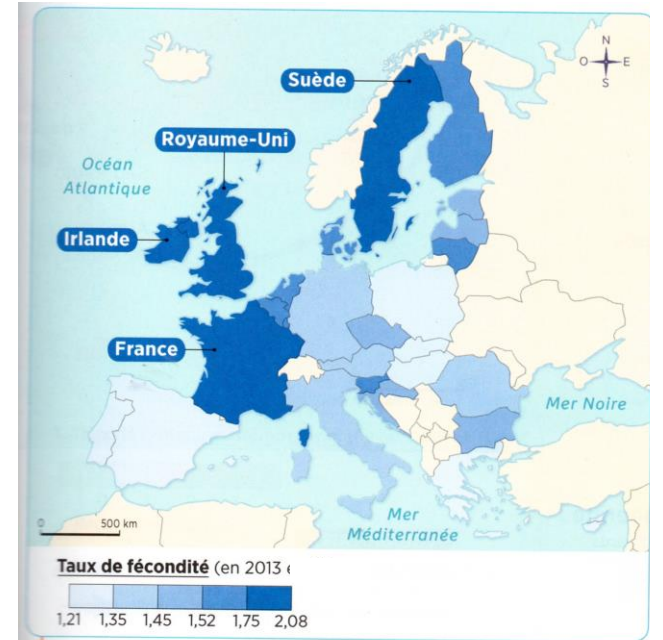 N
O E
S
Suède
Royaume-Uni
Océan
Atlantique
Irlande
France
Mer Noire
Mer
Méditerranée
0 500 km
Taux de fécondité (en 2013
1,21 1,35 1,45 1,52 1,75 2,08